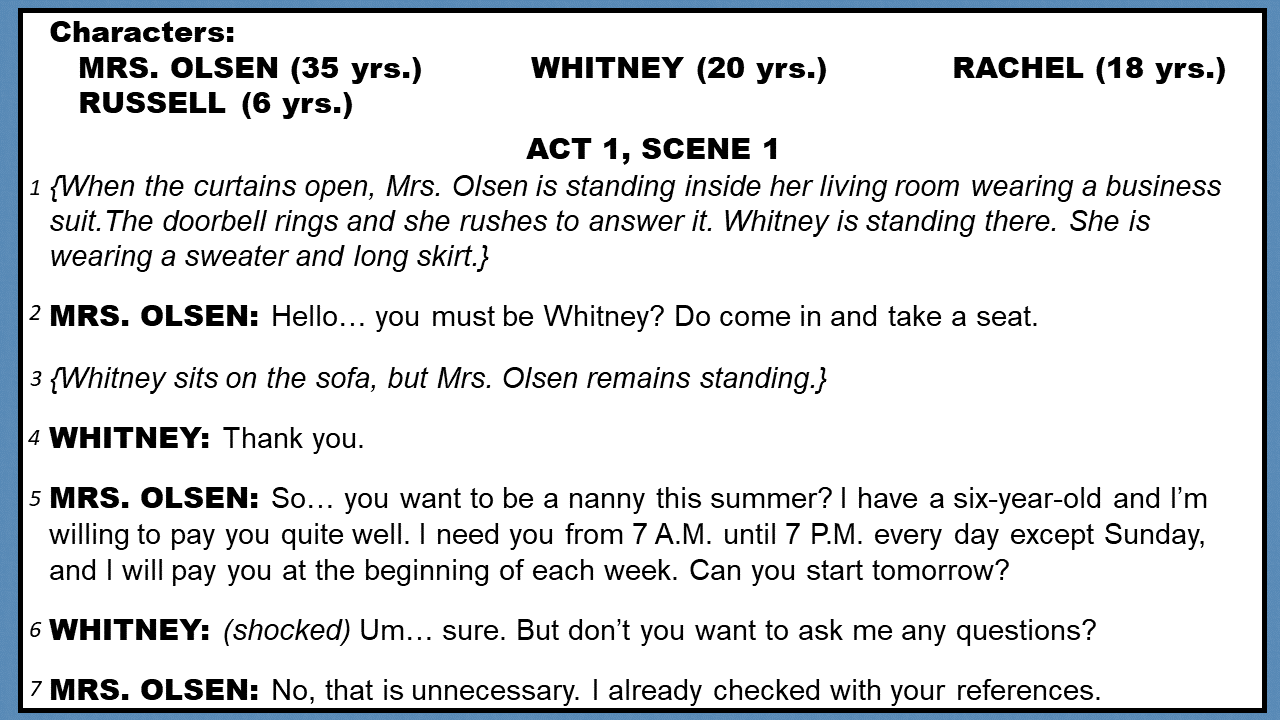 Characters:
MRS. OLSEN (35 yrs.) WHITNEY (20 yrs.) RACHEL (18 yrs.)
RUSSELL (6 yrs.)
ACT 1, SCENE 1
1 {When the curtains open, Mrs. Olsen is standing inside her living room wearing a business
suit. The doorbell rings and she rushes to answer it. Whitney is standing there. She is
wearing a sweater and long skirt.}
2 MRS. OLSEN: Hello… you must be Whitney? Do come in and take a seat.
3 {Whitney sits on the sofa, but Mrs. Olsen remains standing.}
4 WHITNEY: Thank you.
5 MRS. OLSEN: So… you want to be a nanny this summer? I have a six-year-old and I’m
willing to pay you quite well. I need you from 7 A.M. until 7 P.M. every day except Sunday,
and I will pay you at the beginning of each week. Can you start tomorrow?
6 WHITNEY: (shocked) Um… sure. But don’t you want to ask me any questions?
7 MRS. OLSEN: No, that is unnecessary. I already checked with your references.